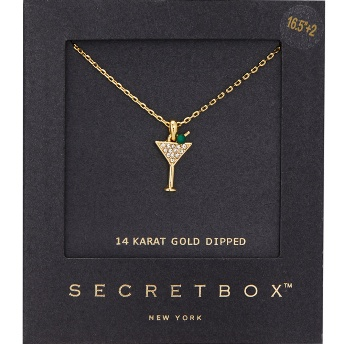 16.5"+2
14 KARAT GOLD DIPPED
SECRETBOX™
NEW YORK